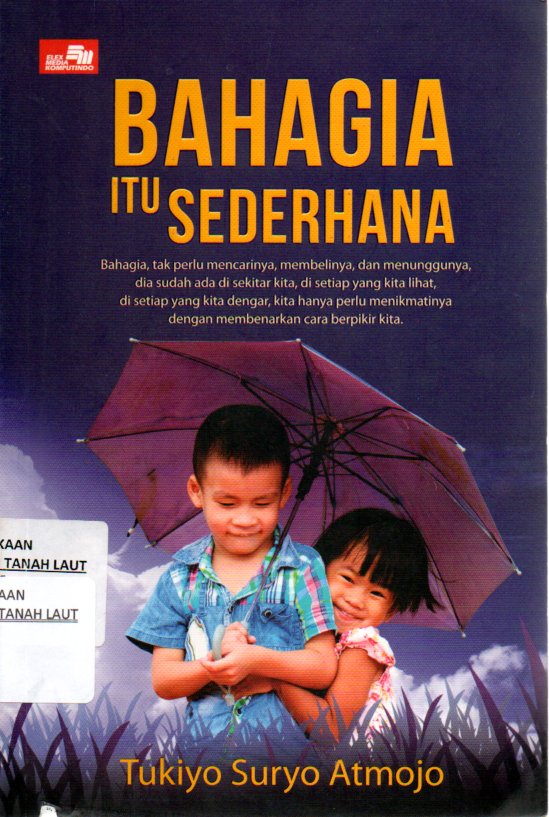 ELEX
MEDIA
KOMPUTINDO
BAHAGIA
ITU SEDERHANA
Bahagia, tak perlu mencarinya, membelinya, dan menunggunya,
dia sudah ada di sekitar kita, di setiap yang kita lihat,
di setiap yang kita dengar, kita hanya perlu menikmatinya
dengan membenarkan cara berpikir kita.
KAAN
TANAH LAUT
AAN
TANAH LAUT
Tukiyo Suryo Atmojo